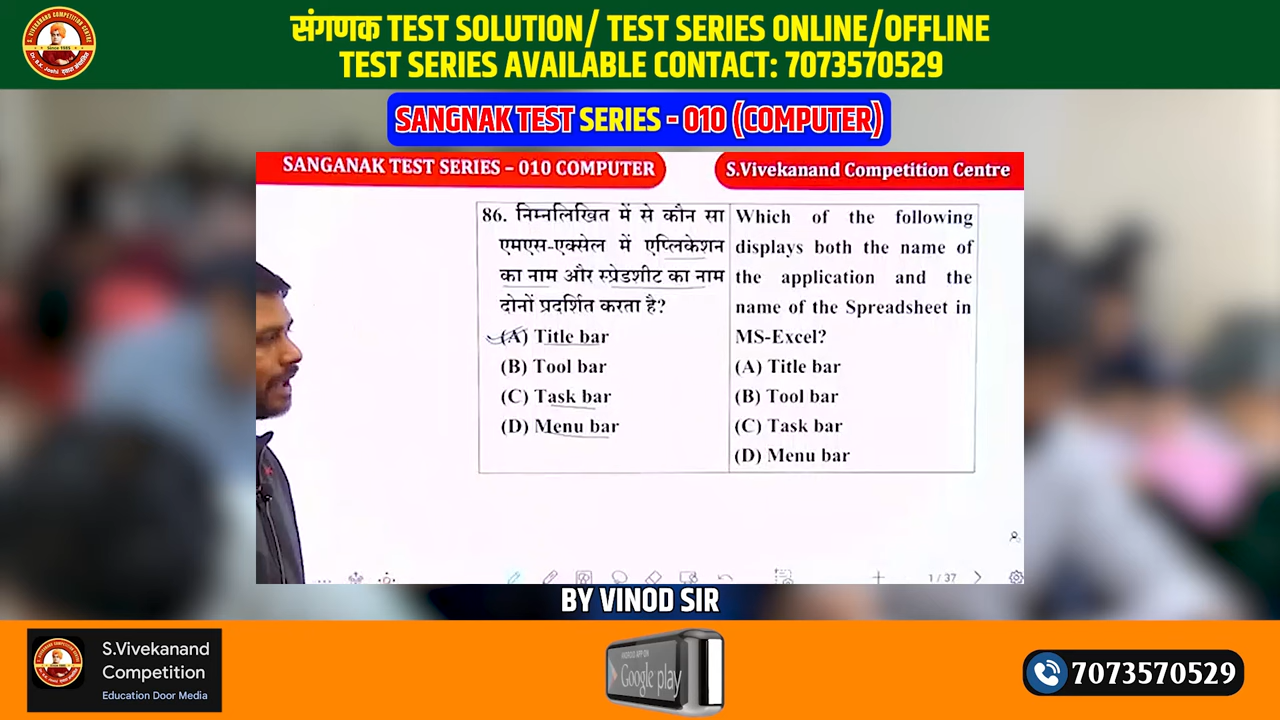 संगणक TEST SOLUTION/ TEST SERIES ONLINE/OFFLINE
TEST SERIES AVAILABLE CONTACT: 7073570529
SANGNAK TEST SERIES - 010 (COMPUTER)
SANGANAK TEST SERIES – 010 COMPUTER
S.Vivekanand Competition Centre
86. निम्नलिखित में से कौन सा
एमएस-एक्सेल में एप्लिकेशन
का नाम और स्प्रेडशीट का नाम
दोनों प्रदर्शित करता है?
(A) Title bar
(B) Tool bar
(C) Task bar
(D) Menu bar
Which of the following
displays both the name of
the application and the
name of the Spreadsheet in
MS-Excel?
(A) Title bar
(B) Tool bar
(C) Task bar
(D) Menu bar
1 / 37
BY VINOD SIR
S.Vivekanand
Competition
Education Door Media
ANDROID APP ON
Google play
7073570529